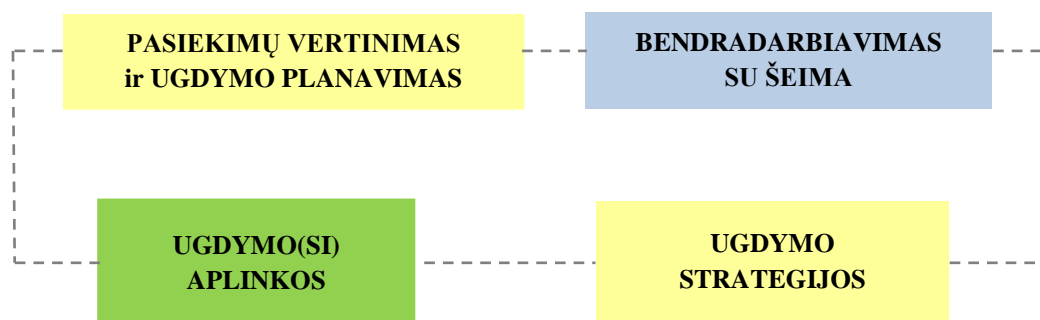 PASIEKIMŲ VERTINIMAS
ir UGDYMO PLANAVIMAS
BENDRADARBIAVIMAS
SU ŠEIMA
UGDYMO(SI)
APLINKOS
UGDYMO
STRATEGIJOS